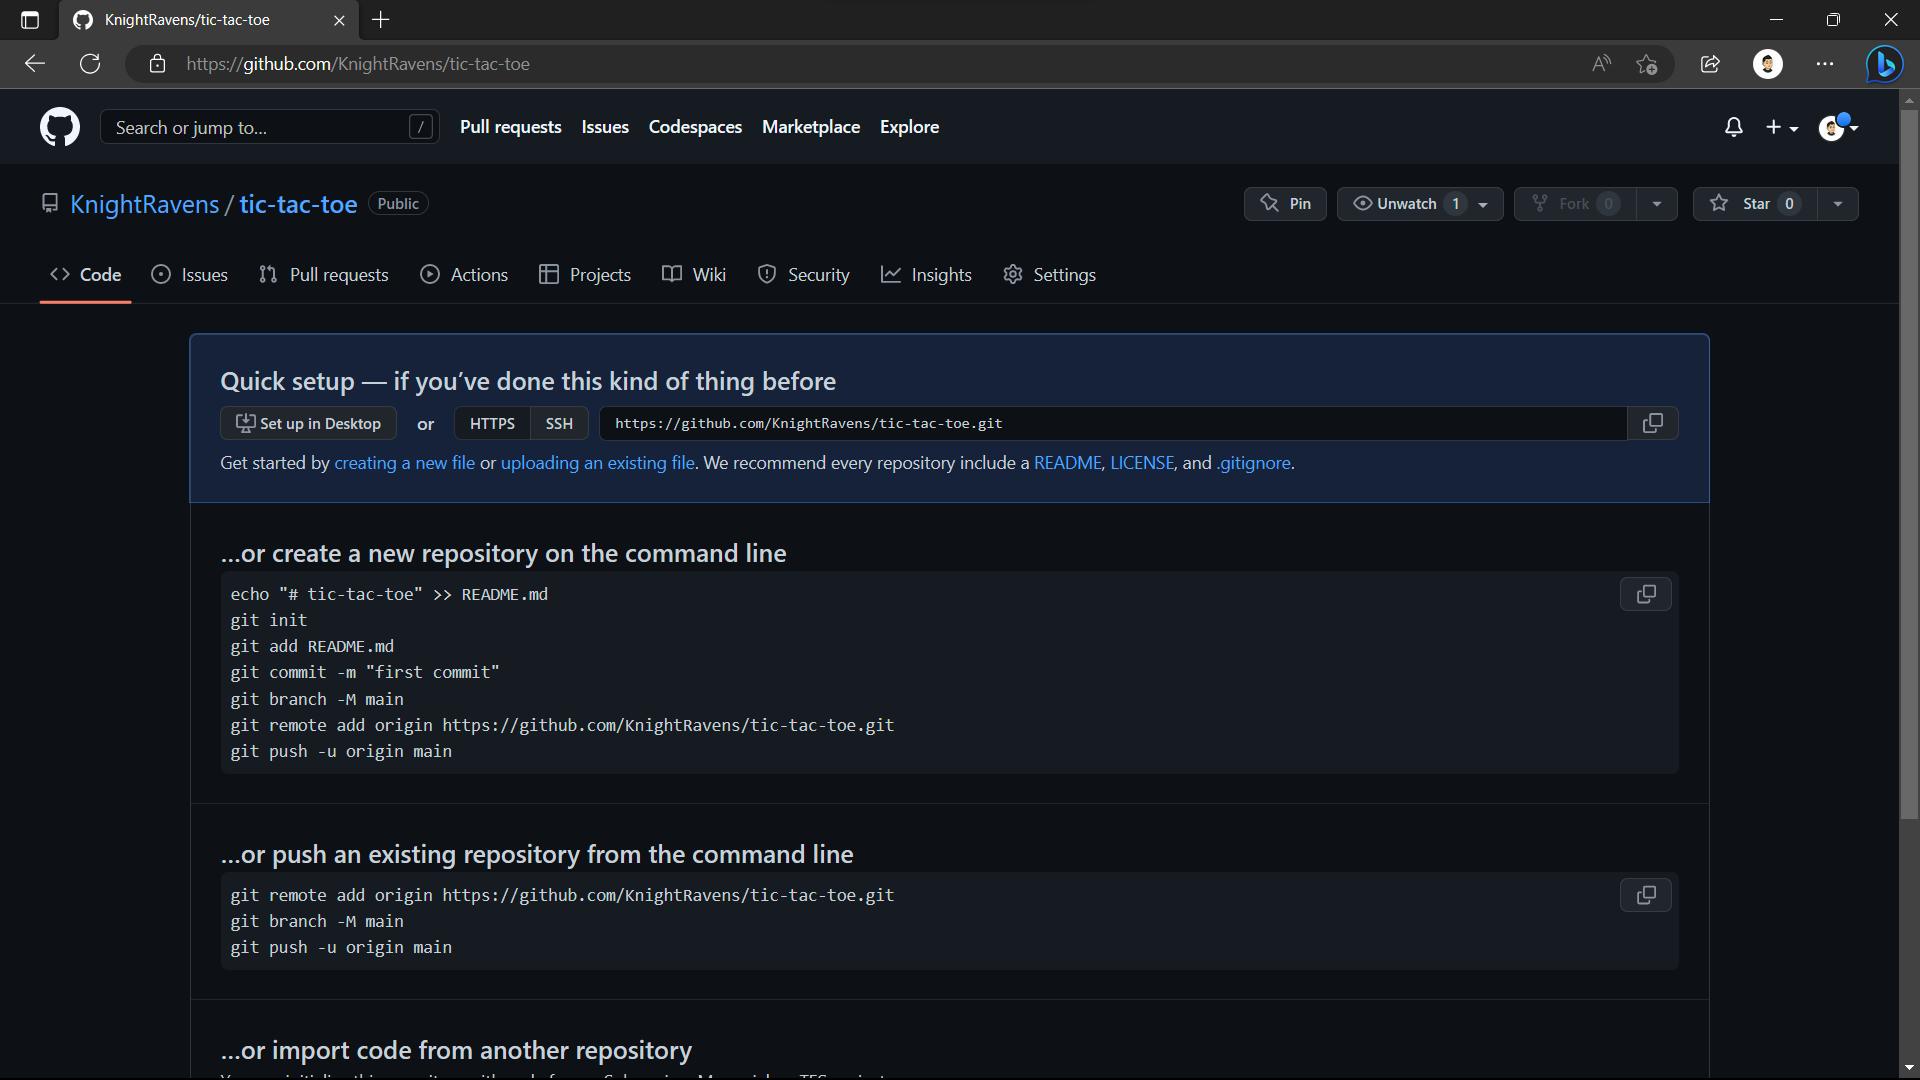 KnightRavens/tic-tac-toe
https://github.com/KnightRavens/tic-tac-toe
Search or jump to... /
Pull requests Issues Codespaces Marketplace Explore
KnightRavens / tic-tac-toe Public
Pin Unwatch 1 Fork 0 Star 0
Code Issues Pull requests Actions Projects Wiki Security Insights Settings
Quick setup — if you’ve done this kind of thing before
Set up in Desktop or HTTPS SSH https://github.com/KnightRavens/tic-tac-toe.git
Get started by creating a new file or uploading an existing file. We recommend every repository include a README, LICENSE, and .gitignore.
…or create a new repository on the command line
echo "# tic-tac-toe" >> README.md
git init
git add README.md
git commit -m "first commit"
git branch -M main
git remote add origin https://github.com/KnightRavens/tic-tac-toe.git
git push -u origin main
…or push an existing repository from the command line
git remote add origin https://github.com/KnightRavens/tic-tac-toe.git
git branch -M main
git push -u origin main
…or import code from another repository